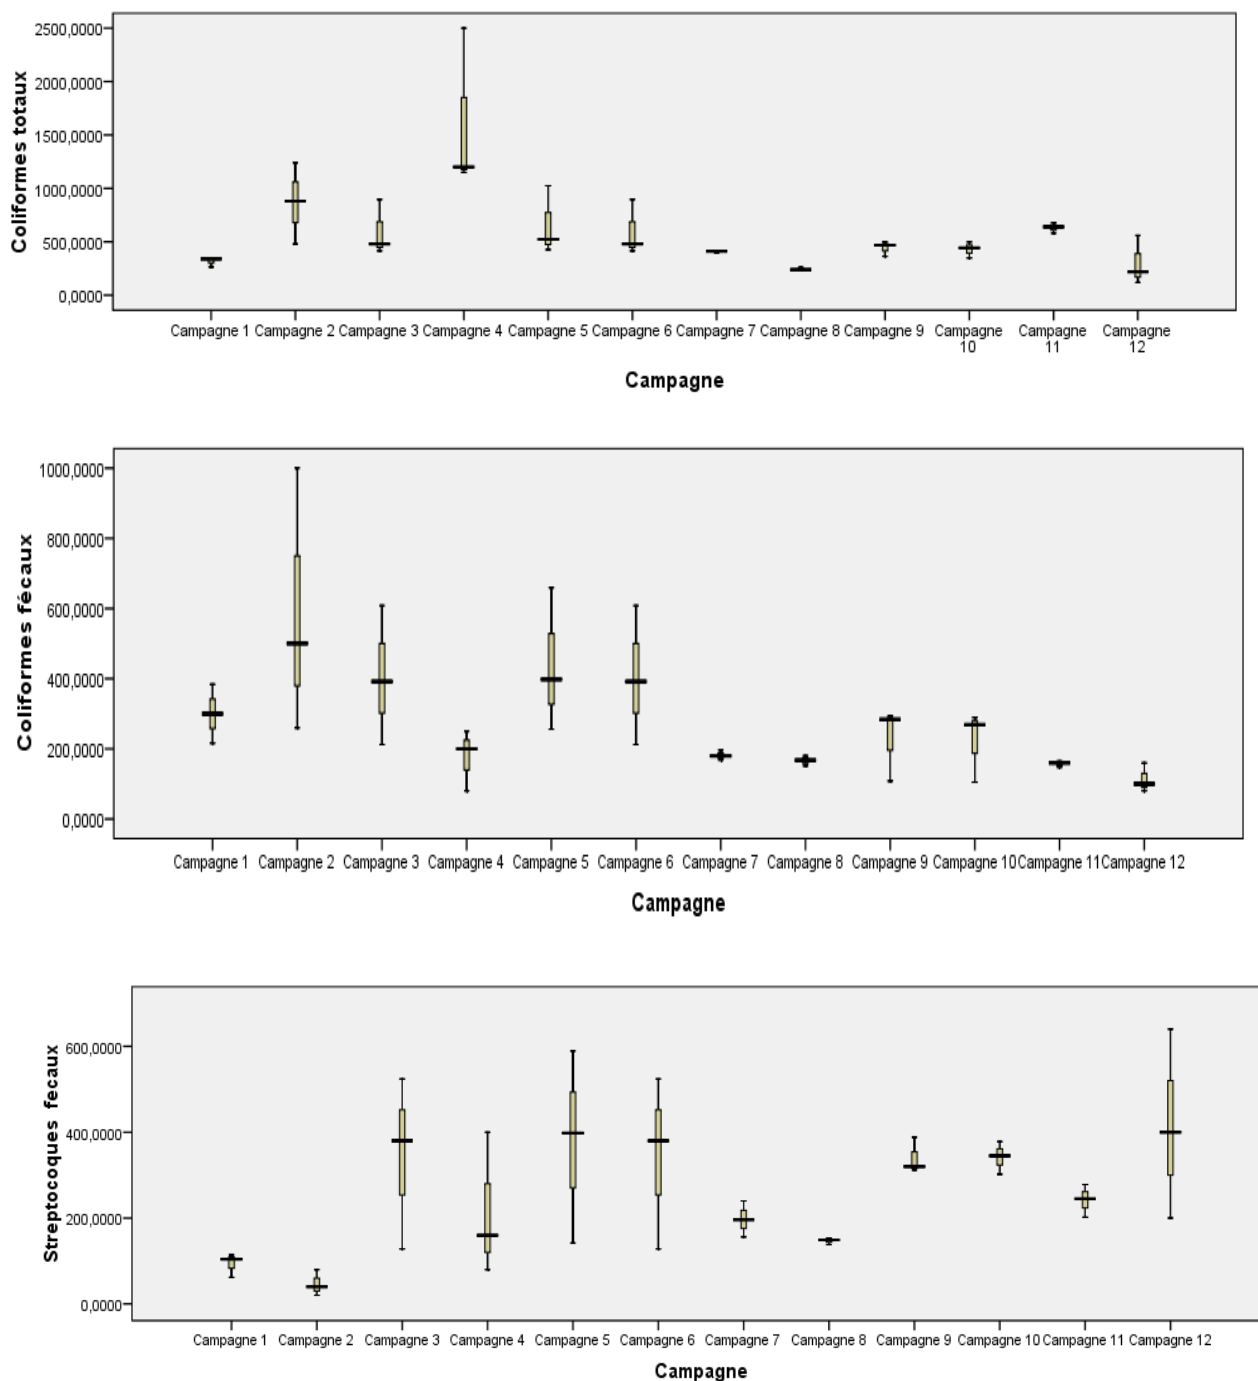 Coliformes totaux
2500,0000
2000,0000
1500,0000
1000,0000
500,0000
0,0000
Campagne 1 Campagne 2 Campagne 3 Campagne 4 Campagne 5 Campagne 6 Campagne 7 Campagne 8 Campagne 9 Campagne 10 Campagne 11 Campagne 12
Campagne
Coliformes fécaux
1000,0000
800,0000
600,0000
400,0000
200,0000
0,0000
Campagne 1 Campagne 2 Campagne 3 Campagne 4 Campagne 5 Campagne 6 Campagne 7 Campagne 8 Campagne 9 Campagne 10 Campagne 11 Campagne 12
Campagne
Streptocoques fecaux
600,0000
400,0000
200,0000
0,0000
Campagne 1 Campagne 2 Campagne 3 Campagne 4 Campagne 5 Campagne 6 Campagne 7 Campagne 8 Campagne 9 Campagne 10 Campagne 11 Campagne 12
Campagne